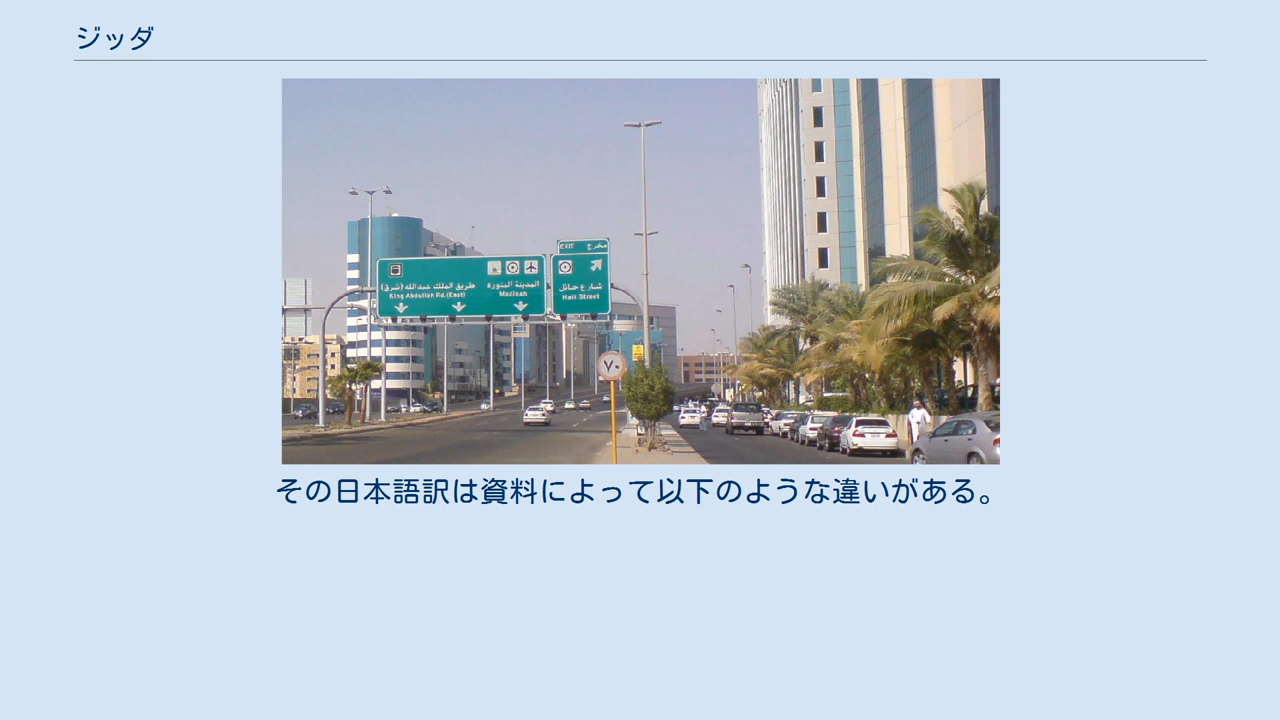 ジッダ
EXIT مخرج
طريق الملك عبدالله (شرق)
King Abdullah Rd.(East)
المدينة المنورة
Madinah
شارع حائل
Hail Street
٧٠
その日本語訳は資料によって以下のような違いがある。